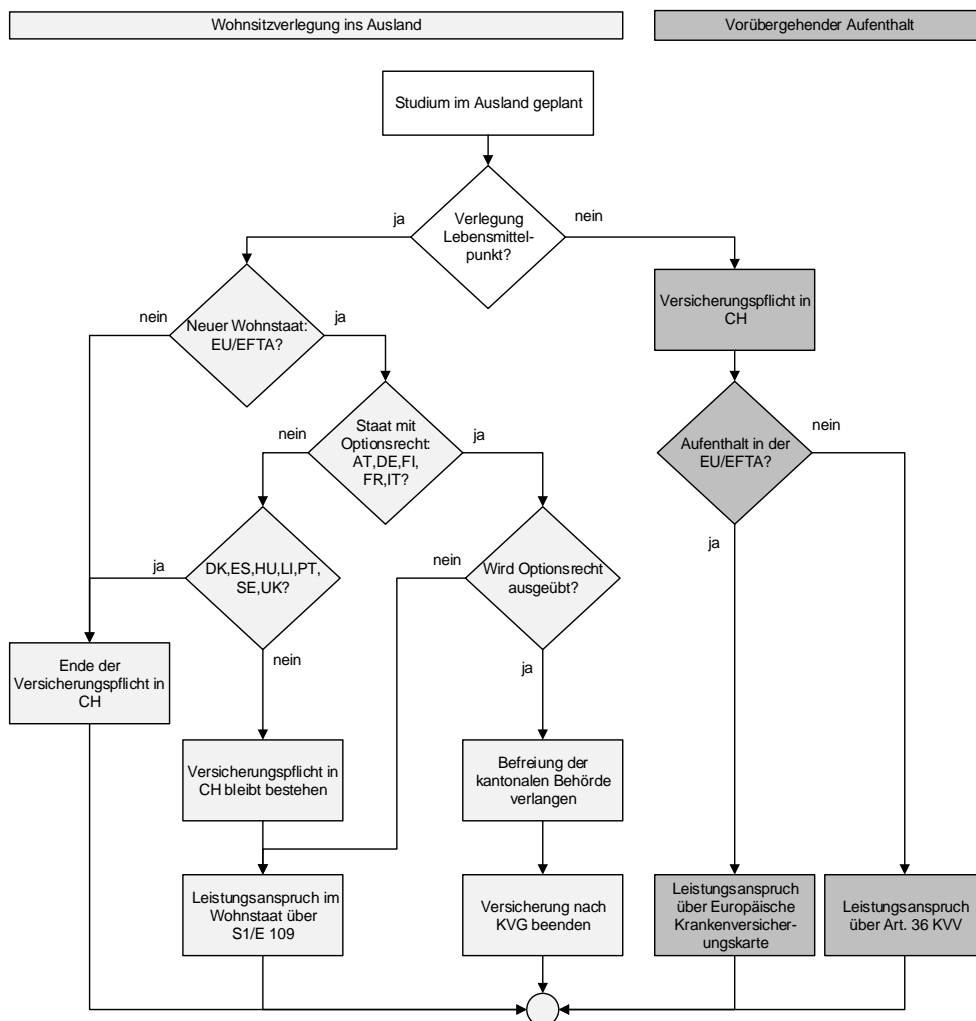 Wohnsitzverlegung ins Ausland
Vorübergehender Aufenthalt
Studium im Ausland geplant
ja
Verlegung
Lebensmittel-
punkt?
nein
nein
Neuer Wohnstaat:
EU/EFTA?
ja
Versicherungspflicht in
CH
nein
Staat mit
Optionsrecht:
AT,DE,FI,
FR,IT?
ja
Aufenthalt in der
EU/EFTA?
nein
ja
ja
DK,ES,HU,LI,PT,
SE,UK?
nein
nein
Wird Optionsrecht
ausgeübt?
ja
Ende der
Versicherungspflicht in
CH
Versicherungspflicht in
CH bleibt bestehen
Befreiung der
kantonalen Behörde
verlangen
Leistungsanspruch im
Wohnstaat über
S1/E 109
Versicherung nach
KVG beenden
Leistungsanspruch
über Europäische
Krankenversicher-
ungskarte
Leistungsanspruch
über Art. 36 KVV